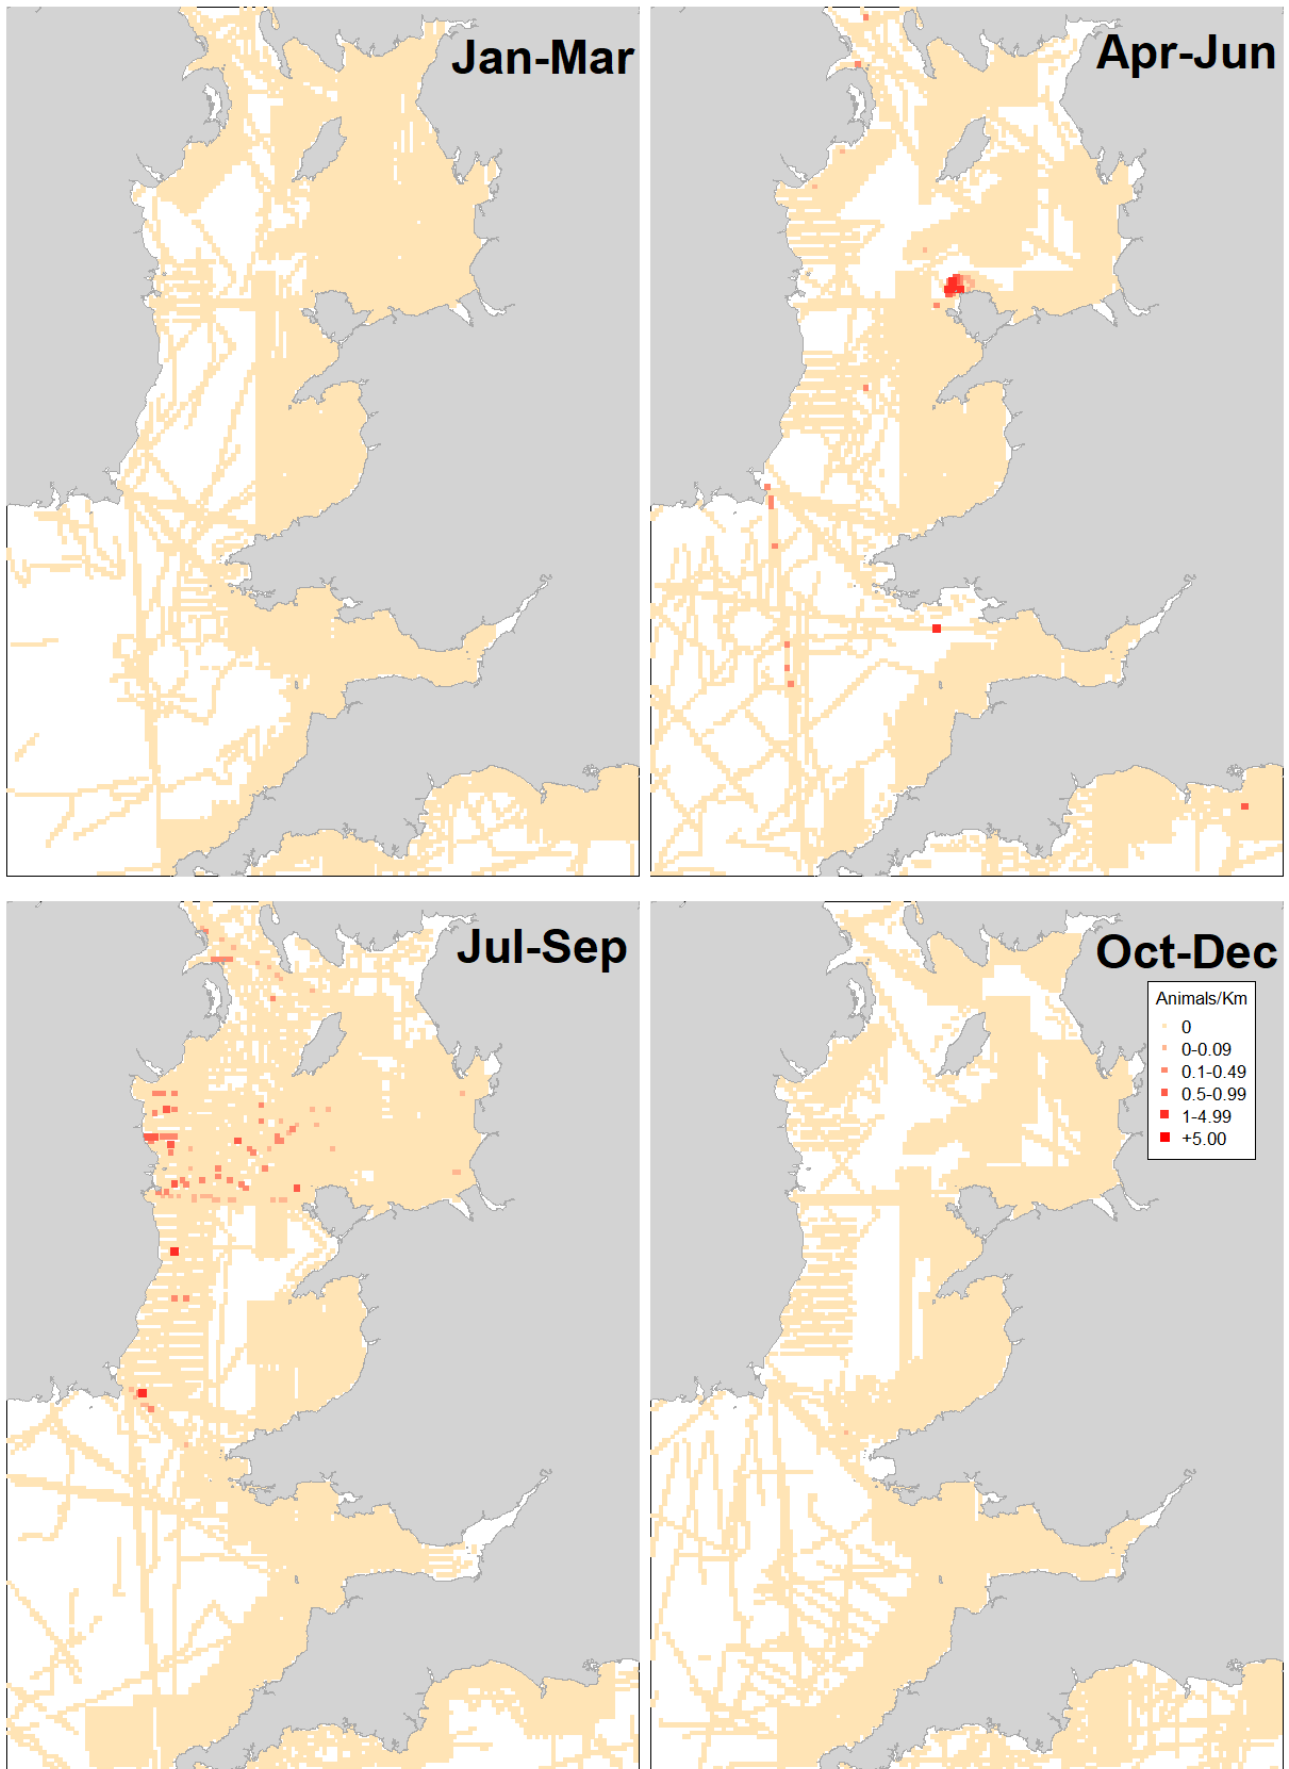 Jan-Mar
Apr-Jun
Jul-Sep
Oct-Dec
Animals/Km
0
0-0.09
0.1-0.49
0.5-0.99
1-4.99
+5.00